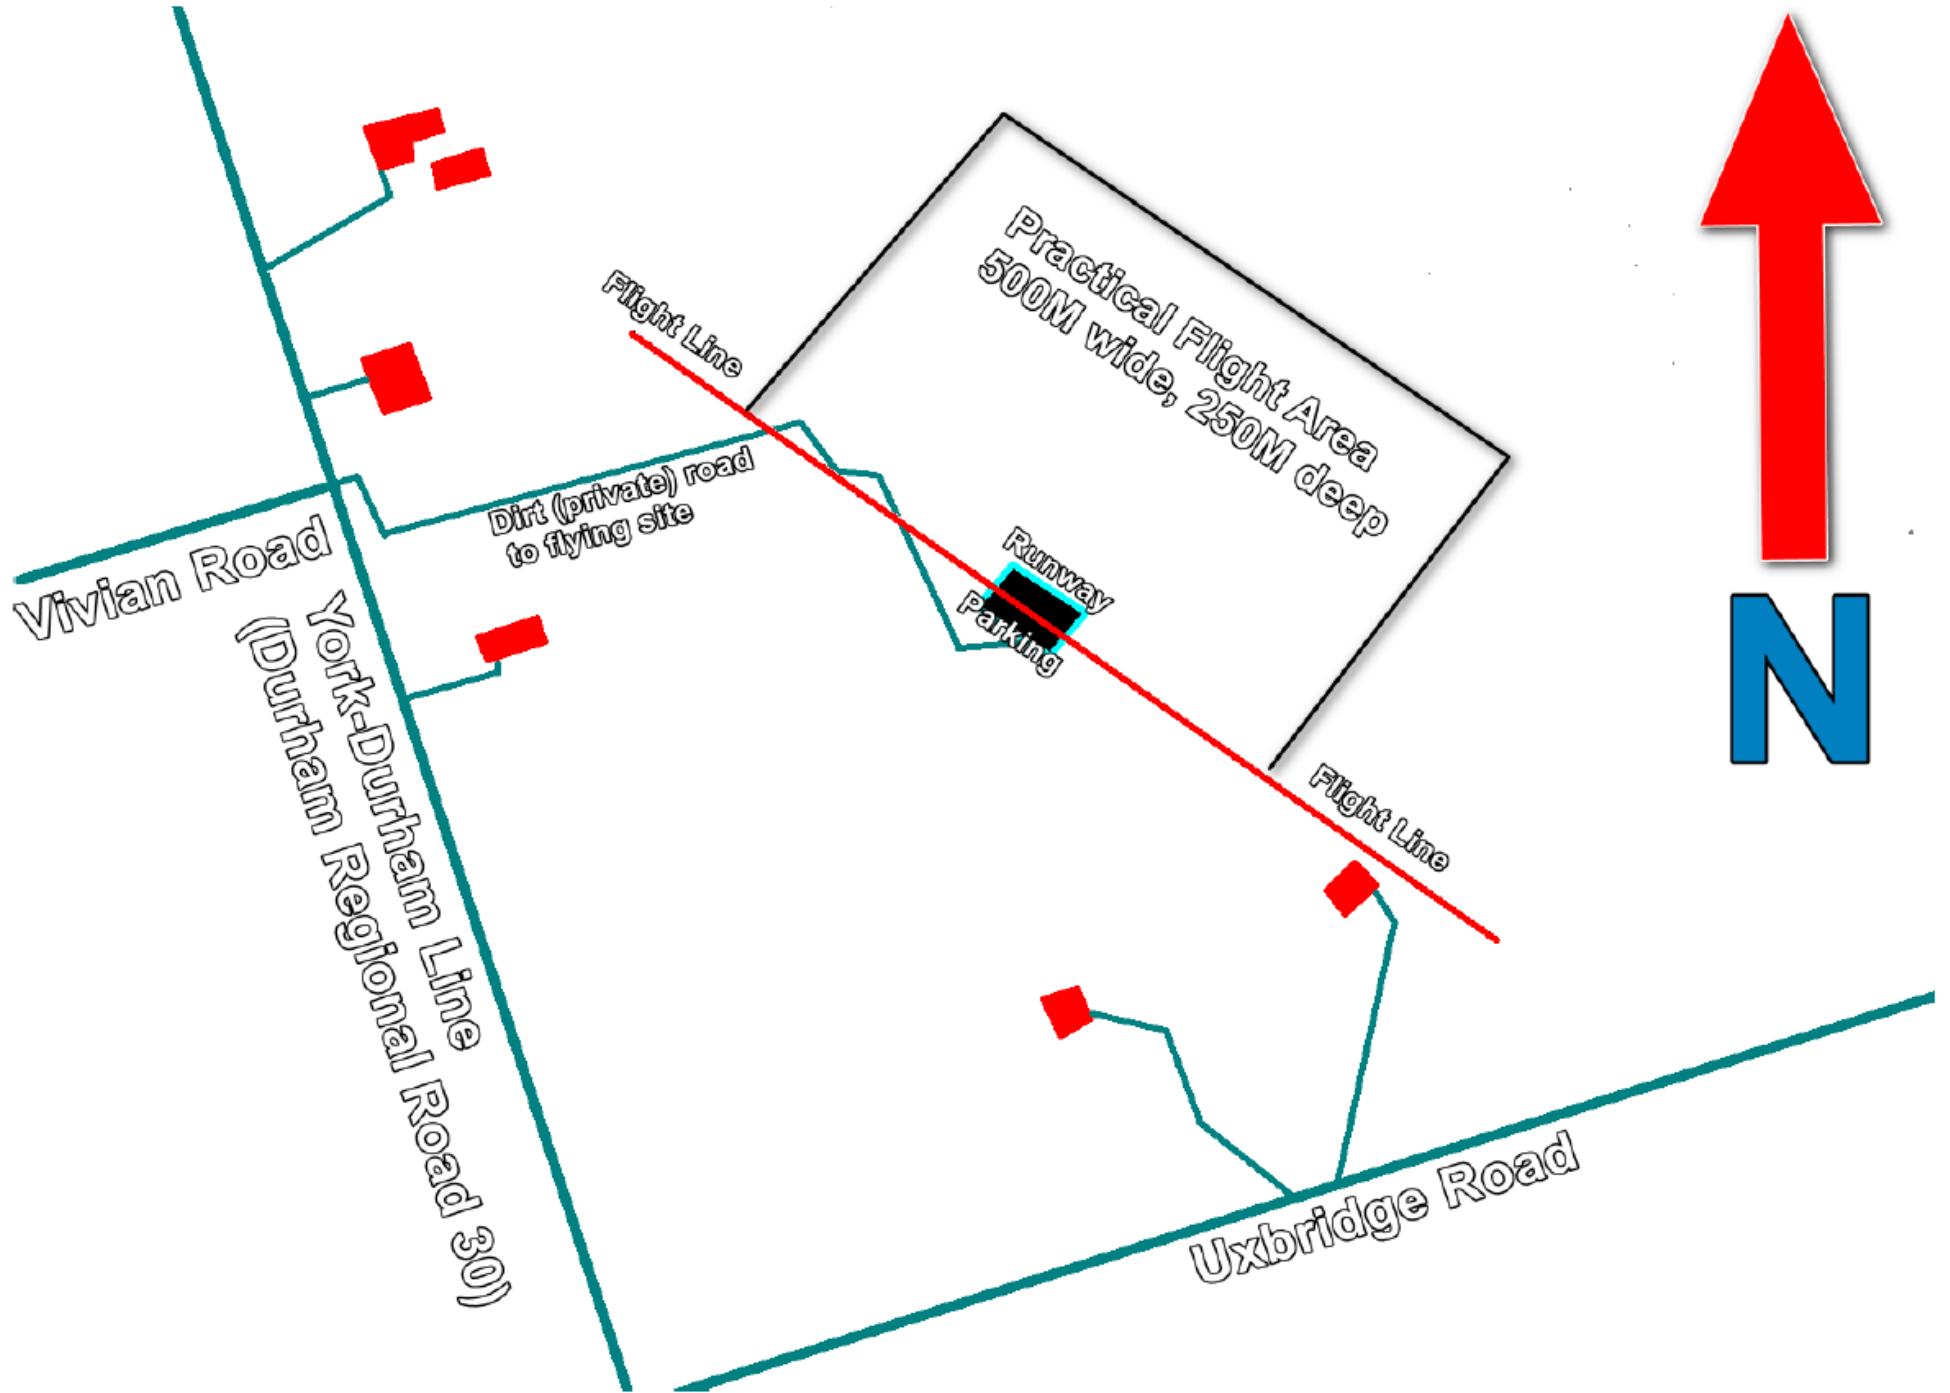 Practical Flight Area
500M wide, 250M deep
Flight Line
Dirt (private) road
to flying site
Runway
Parking
Vivian Road
York-Durham Line
(Durham Regional Road 30)
Flight Line
Uxbridge Road
N